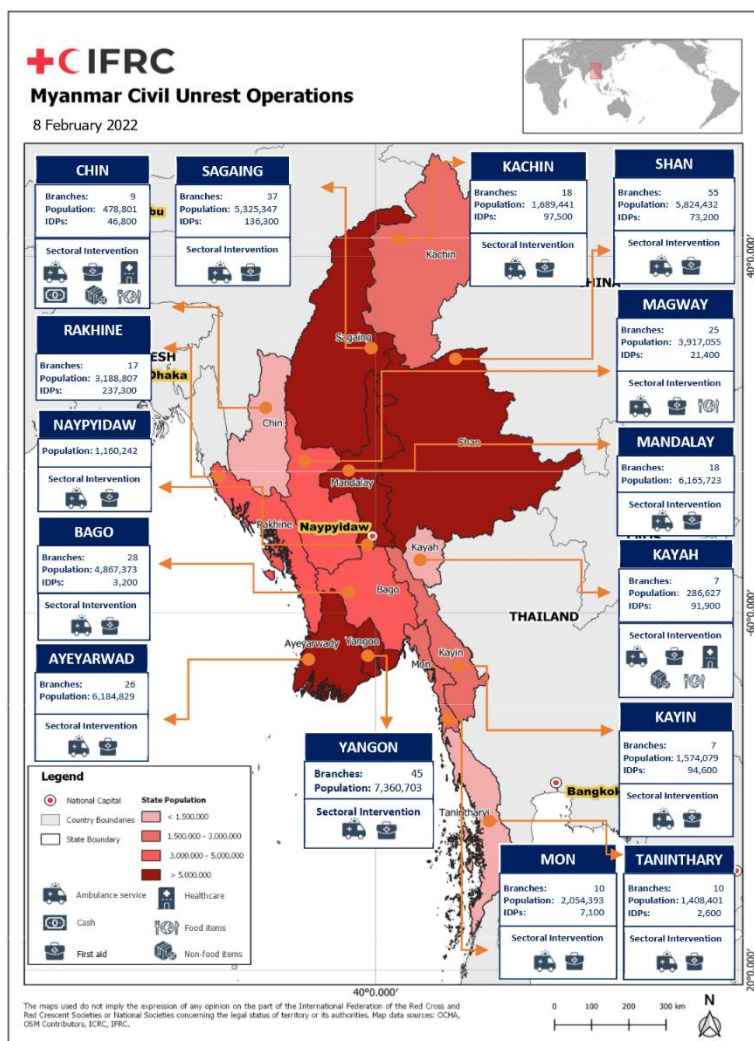 IFRC
Myanmar Civil Unrest Operations
8 February 2022
CHIN
Branches: 9
Population: 478,801
IDPs: 46,800
Sectoral Intervention
SAGAING
Branches: 37
Population: 5,325,347
IDPs: 136,300
Sectoral Intervention
KACHIN
Branches: 18
Population: 1,689,441
IDPs: 97,500
Sectoral Intervention
SHAN
Branches: 55
Population: 5,824,432
IDPs: 73,200
Sectoral Intervention
RAKHINE
Branches: 17
Population: 3,188,807
IDPs: 237,300
MAGWAY
Branches: 25
Population: 3,917,055
IDPs: 21,400
Sectoral Intervention
NAYPYIDAW
Population: 1,160,242
Sectoral Intervention
MANDALAY
Branches: 18
Population: 6,165,723
Sectoral Intervention
BAGO
Branches: 28
Population: 4,867,373
IDPs: 3,200
Sectoral Intervention
KAYAH
Branches: 7
Population: 286,627
IDPs: 91,900
Sectoral Intervention
AYEYARWAD
Branches: 26
Population: 6,184,829
Sectoral Intervention
YANGON
Branches: 45
Population: 7,360,703
Sectoral Intervention
KAYIN
Branches: 7
Population: 1,574,079
IDPs: 94,600
Sectoral Intervention
MON
Branches: 10
Population: 2,054,393
IDPs: 7,100
Sectoral Intervention
TANINTHARY
Branches: 10
Population: 1,408,401
IDPs: 2,600
Sectoral Intervention
Kachin
Sagaing
Chin
Shan
Mandalay
Rakhine
Naypyidaw
Kayah
Bago
THAILAND
Ayeyarwady
Yangon
Kayin
Mon
Tanintharyi
Bangkok
Dhaka
40°0.000'
-60°0.000'
20°0.000'
40°0.000'
Legend
National Capital
Country Boundaries
State Boundary
State Population
< 1.500.000
1.500.000 - 3.000.000
3.000.000 - 5.000.000
> 5.000.000
Ambulance service
Cash
First aid
Healthcare
Food items
Non-food items
The maps used do not imply the expression of any opinion on the part of the International Federation of the Red Cross and
Red Crescent Societies or National Societies concerning the legal status of territory or its authorities. Map data sources: OCHA,
OSM Contributors, ICRC, IFRC.
0 100 200 300 km
N